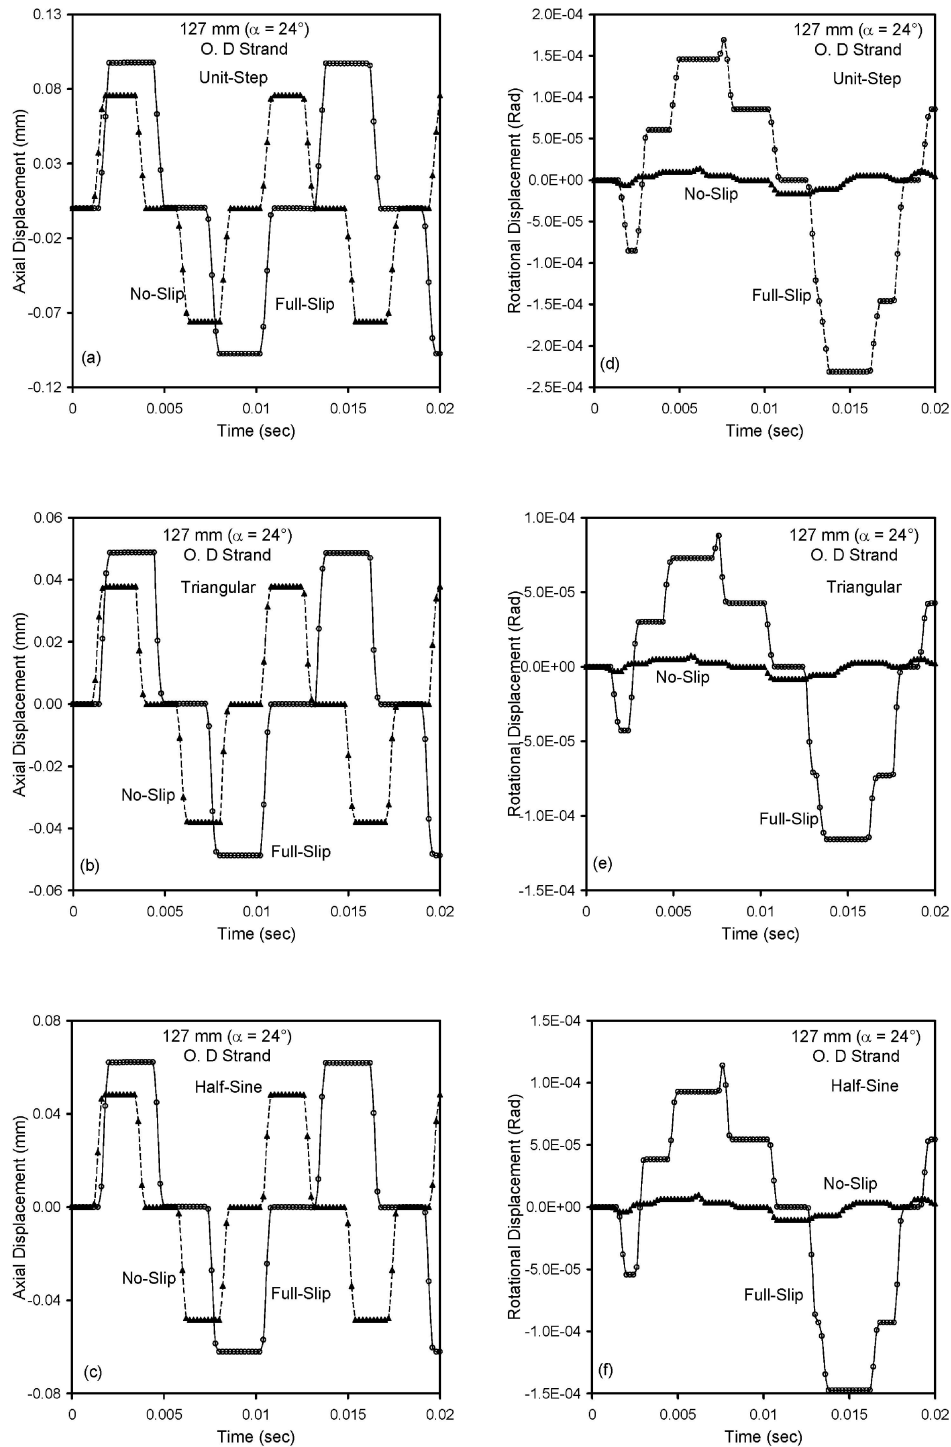 127 mm (α = 24°)
O. D Strand
Unit-Step
0.13
0.08
0.03
-0.02
-0.07
-0.12
Axial Displacement (mm)
No-Slip
Full-Slip
(a)
0
0.005
0.01
0.015
0.02
Time (sec)
127 mm (α = 24°)
O. D Strand
Unit-Step
2.0E-04
1.5E-04
1.0E-04
5.0E-05
0.0E+00
-5.0E-05
-1.0E-04
-1.5E-04
-2.0E-04
-2.5E-04
Rotational Displacement (Rad)
No-Slip
Full-Slip
(d)
0
0.005
0.01
0.015
0.02
Time (sec)
127 mm (α = 24°)
O. D Strand
Triangular
0.06
0.04
0.02
0.00
-0.02
-0.04
-0.06
Axial Displacement (mm)
No-Slip
Full-Slip
(b)
0
0.005
0.01
0.015
0.02
Time (sec)
127 mm (α = 24°)
O. D Strand
Triangular
1.0E-04
5.0E-05
0.0E+00
-5.0E-05
-1.0E-04
-1.5E-04
Rotational Displacement (Rad)
No-Slip
Full-Slip
(e)
0
0.005
0.01
0.015
0.02
Time (sec)
127 mm (α = 24°)
O. D Strand
Half-Sine
0.08
0.04
0.00
-0.04
-0.08
Axial Displacement (mm)
No-Slip
Full-Slip
(c)
0
0.005
0.01
0.015
0.02
Time (sec)
127 mm (α = 24°)
O. D Strand
Half-Sine
1.5E-04
1.0E-04
5.0E-05
0.0E+00
-5.0E-05
-1.0E-04
-1.5E-04
Rotational Displacement (Rad)
No-Slip
Full-Slip
(f)
0
0.005
0.01
0.015
0.02
Time (sec)